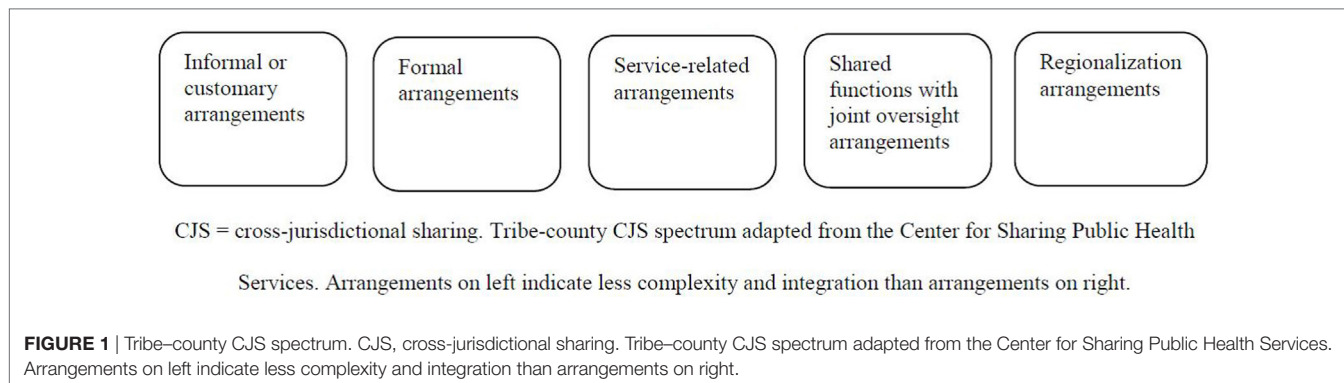 Informal or
customary
arrangements
Formal
arrangements
Service-related
arrangements
Shared
functions with
joint oversight
arrangements
Regionalization
arrangements
CJS = cross-jurisdictional sharing. Tribe-county CJS spectrum adapted from the Center for Sharing Public Health
Services. Arrangements on left indicate less complexity and integration than arrangements on right.
FIGURE 1 | Tribe–county CJS spectrum. CJS, cross-jurisdictional sharing. Tribe–county CJS spectrum adapted from the Center for Sharing Public Health Services.
Arrangements on left indicate less complexity and integration than arrangements on right.